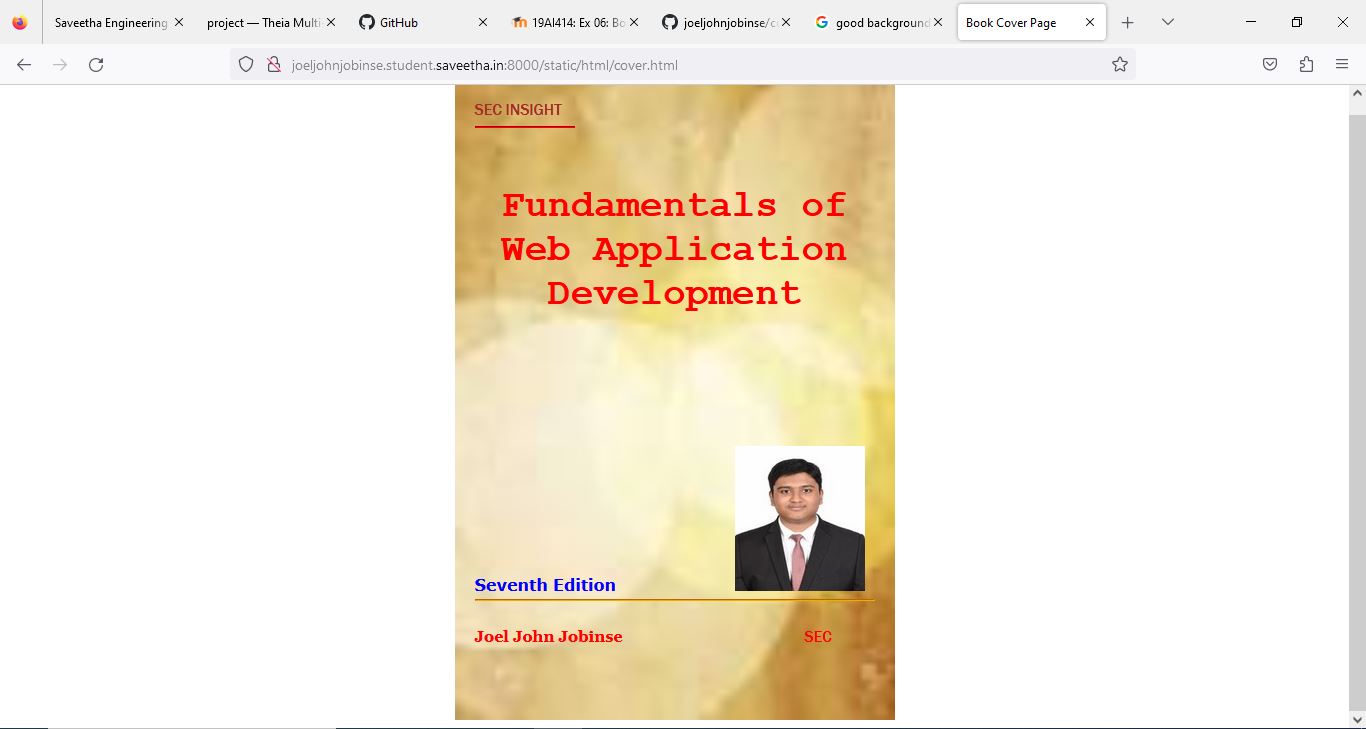 Saveetha Engineering
project — Theia Multi
GitHub
19AI414: Ex 06: Bo
joeljohnjobinse/c
good background
Book Cover Page
joeljohnjobinse.student.saveetha.in:8000/static/html/cover.html
SEC INSIGHT
Fundamentals of
Web Application
Development
Seventh Edition
Joel John Jobinse
SEC